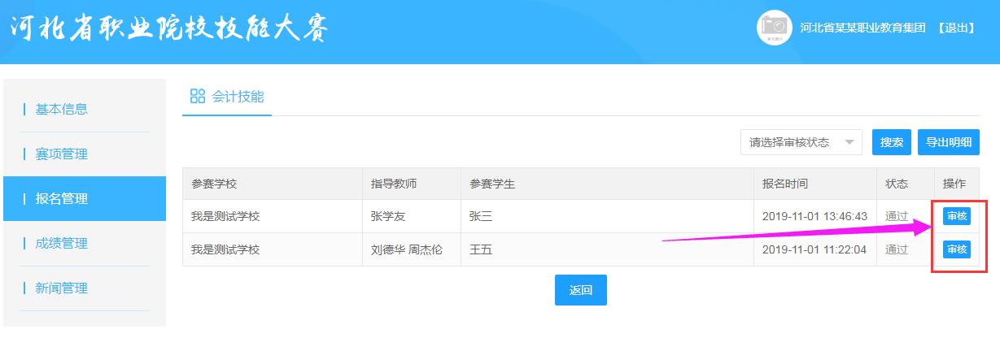 河北省职业院校技能大赛
河北省某某职业教育集团 【退出】
基本信息
赛项管理
报名管理
成绩管理
新闻管理
会计技能
请选择审核状态 搜索 导出明细
参赛学校 指导教师 参赛学生 报名时间 状态 操作
我是测试学校 张学友 张三 2019-11-01 13:46:43 通过 审核
我是测试学校 刘德华 周杰伦 王五 2019-11-01 11:22:04 通过 审核
返回